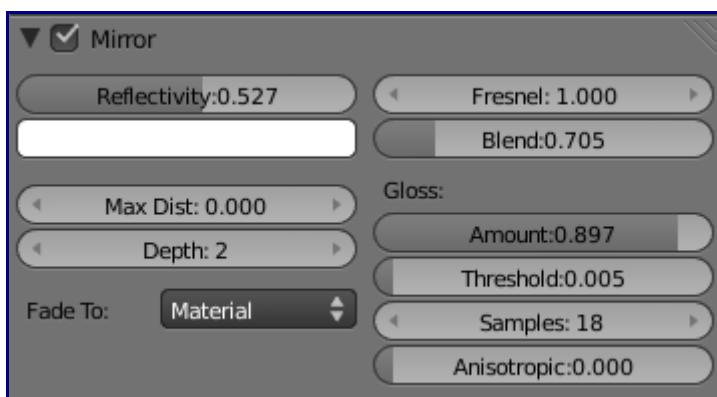 Mirror
Reflectivity:0.527
Fresnel: 1.000
Blend:0.705
Max Dist: 0.000
Depth: 2
Fade To: Material
Gloss:
Amount:0.897
Threshold:0.005
Samples: 18
Anisotropic:0.000